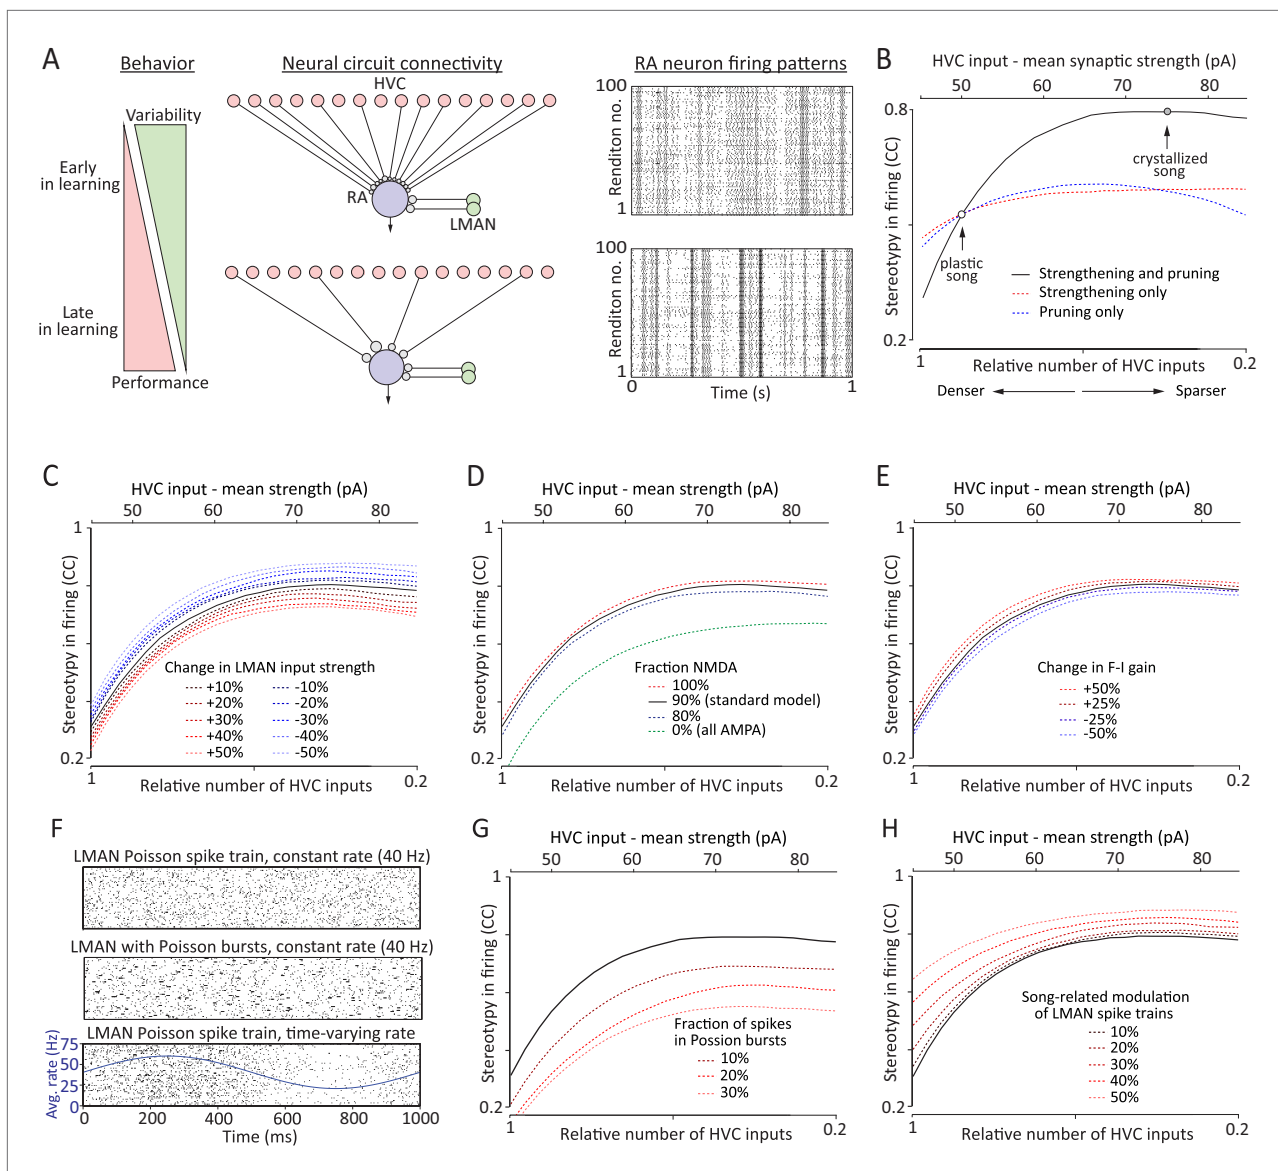 A
Behavior
Neural circuit connectivity
RA neuron firing patterns
HVC
Variability
Early
in learning
RA
LMAN
Late
in learning
Performance
100
Renditon no.
1
100
Rendition no.
1
0
1
Time (s)
B
HVC input - mean synaptic strength (pA)
50
60
70
80
0.8
Stereotypy in firing (CC)
0.2
crystallized
song
plastic
song
Strengthening and pruning
Strengthening only
Pruning only
1
0.2
Relative number of HVC inputs
Denser
Sparser
C
HVC input - mean strength (pA)
50
60
70
80
1
Stereotypy in firing (CC)
0.2
Change in LMAN input strength
+10% -10%
+20% -20%
+30% -30%
+40% -40%
+50% -50%
1
0.2
Relative number of HVC inputs
D
HVC input - mean strength (pA)
50
60
70
80
1
Stereotypy in firing (CC)
0.2
Fraction NMDA
100%
90% (standard model)
80%
0% (all AMPA)
1
0.2
Relative number of HVC inputs
E
HVC input - mean strength (pA)
50
60
70
80
1
Stereotypy in firing (CC)
0.2
Change in F-I gain
+50%
+25%
-25%
-50%
1
0.2
Relative number of HVC inputs
F
LMAN Poisson spike train, constant rate (40 Hz)
LMAN with Poisson bursts, constant rate (40 Hz)
LMAN Poisson spike train, time-varying rate
Avg. rate (Hz)
75
50
25
0
0
200
400
600
800
1000
Time (ms)
G
HVC input - mean strength (pA)
50
60
70
80
1
Stereotypy in firing (CC)
0.2
Fraction of spikes
in Possion bursts
10%
20%
30%
1
0.2
Relative number of HVC inputs
H
HVC input - mean strength (pA)
50
60
70
80
1
Stereotypy in firing (CC)
0.2
Song-related modulation
of LMAN spike trains
10%
20%
30%
40%
50%
1
0.2
Relative number of HVC inputs